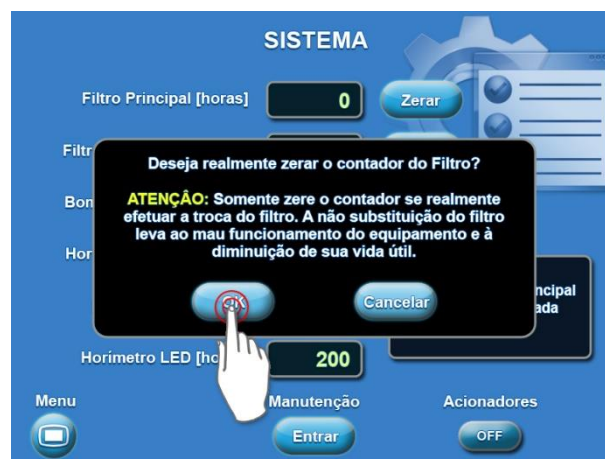 SISTEMA
Filtro Principal [horas] 0 Zerar
Deseja realmente zerar o contador do Filtro?
ATENÇÂO: Somente zere o contador se realmente
efetuar a troca do filtro. A não substituição do filtro
leva ao mau funcionamento do equipamento e à
diminuição de sua vida útil.
OK Cancelar
Horimetro LED 200
Menu Manutenção Acionadores
Entrar OFF